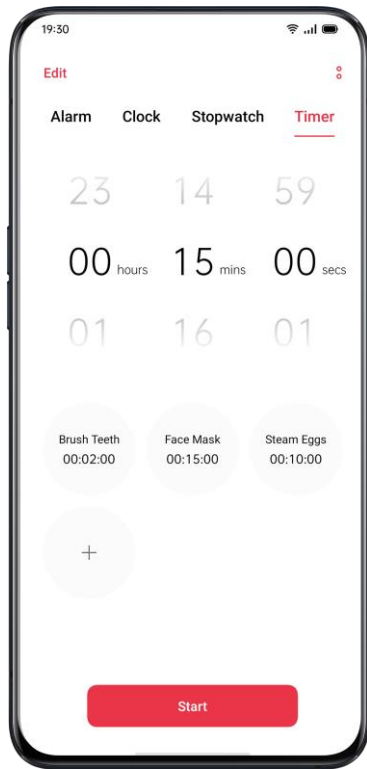 19:30
Edit
Alarm Clock Stopwatch Timer
23 14 59
00 hours 15 mins 00 secs
01 16 01
Brush Teeth Face Mask Steam Eggs
00:02:00 00:15:00 00:10:00
+
Start